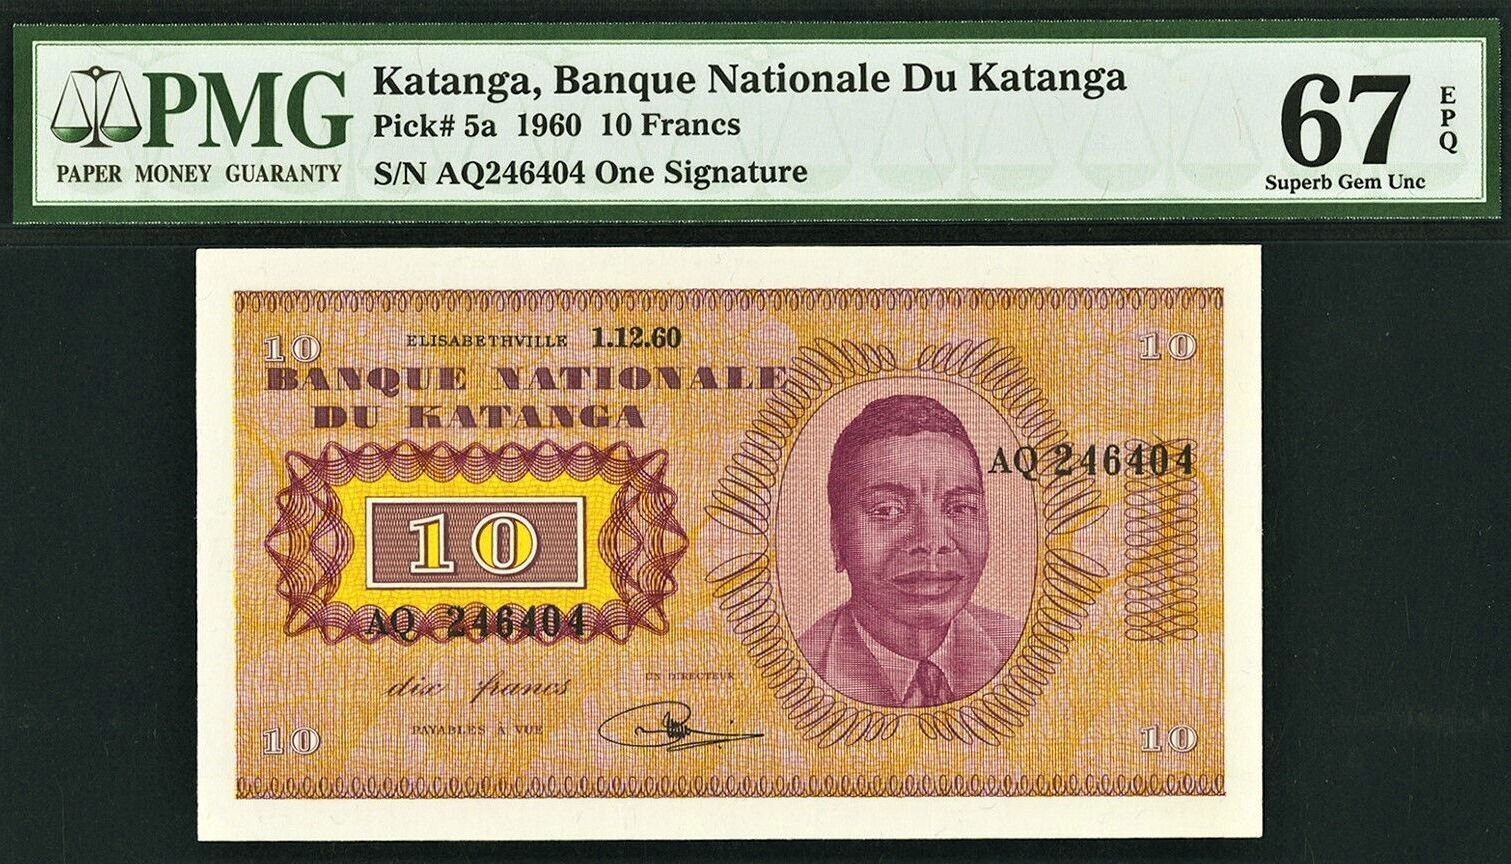 PMG
PAPER MONEY GUARANTY
Katanga, Banque Nationale Du Katanga
Pick# 5a 1960 10 Francs
S/N AQ246404 One Signature
67
EPQ
Superb Gem Unc
10
ELISABETHVILLE 1.12.60
10
BANQUE NATIONALE
DU KATANGA
AQ 246404
10
AQ 246404
dix francs
UN DIRECTEUR
PAYABLES À VUE
10
10